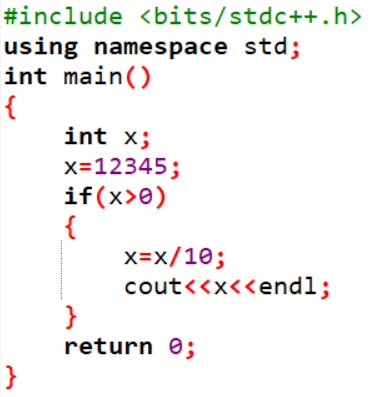 #include <bits/stdc++.h>
using namespace std;
int main()
{
    int x;
    x=12345;
    if(x>0)
    {
        x=x/10;
        cout<<x<<endl;
    }
    return 0;
}